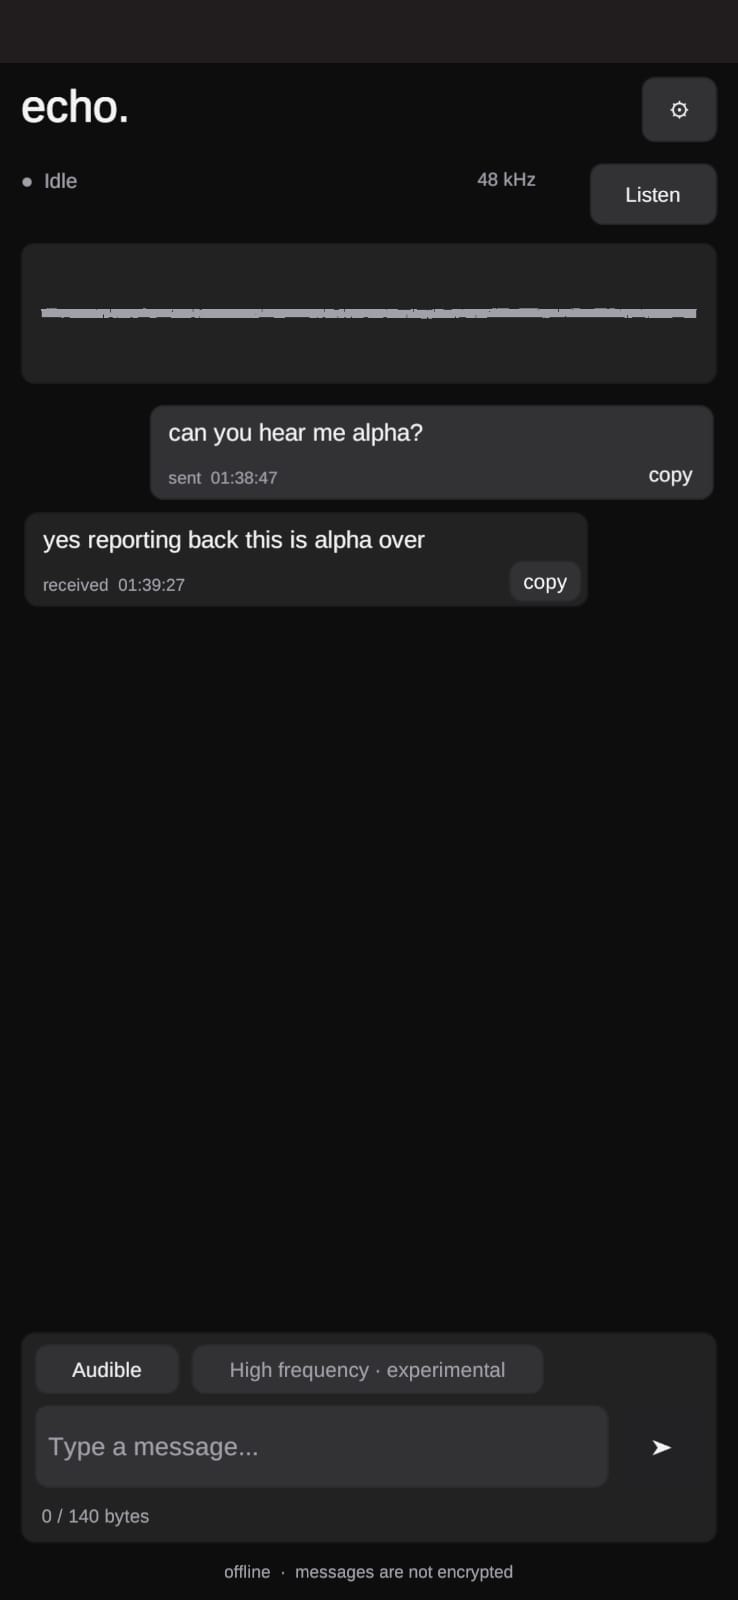 echo.
Idle
48 kHz
Listen
can you hear me alpha?
sent 01:38:47
copy
yes reporting back this is alpha over
received 01:39:27
copy
Audible
High frequency · experimental
Type a message...
0 / 140 bytes
offline · messages are not encrypted